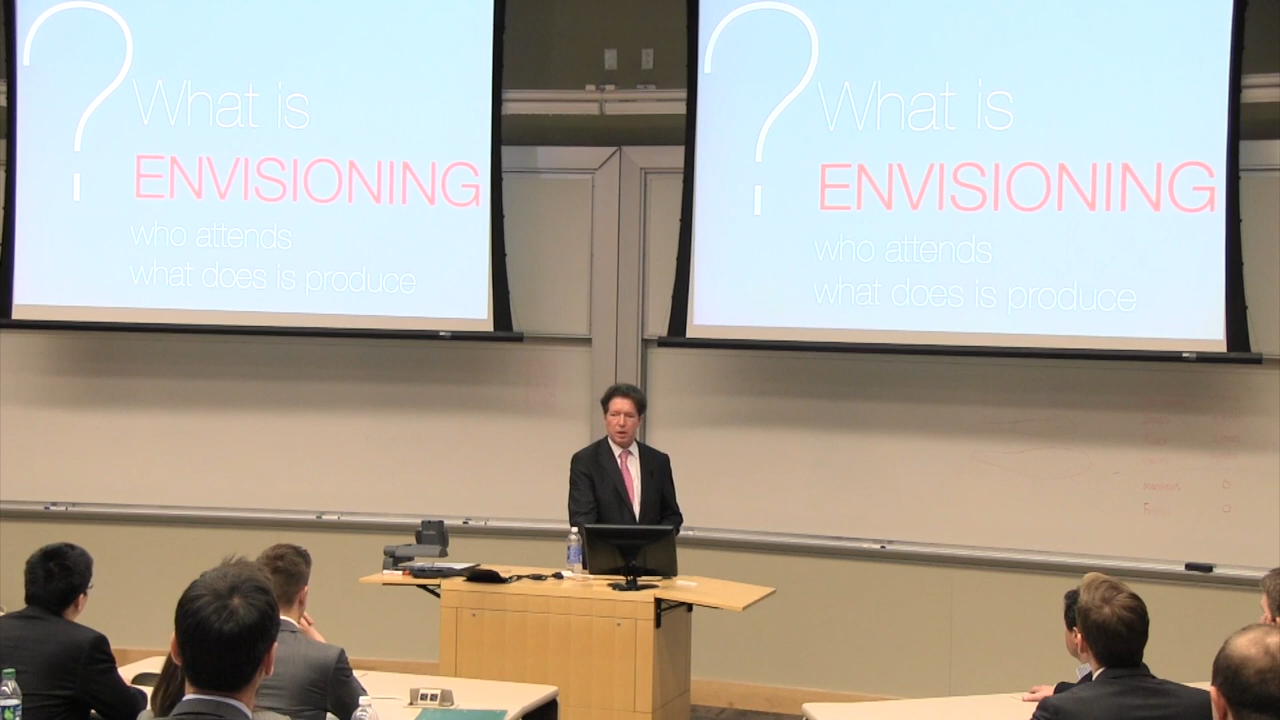 ?
What is
ENVISIONING
who attends
what does is produce
?
What is
ENVISIONING
who attends
what does is produce